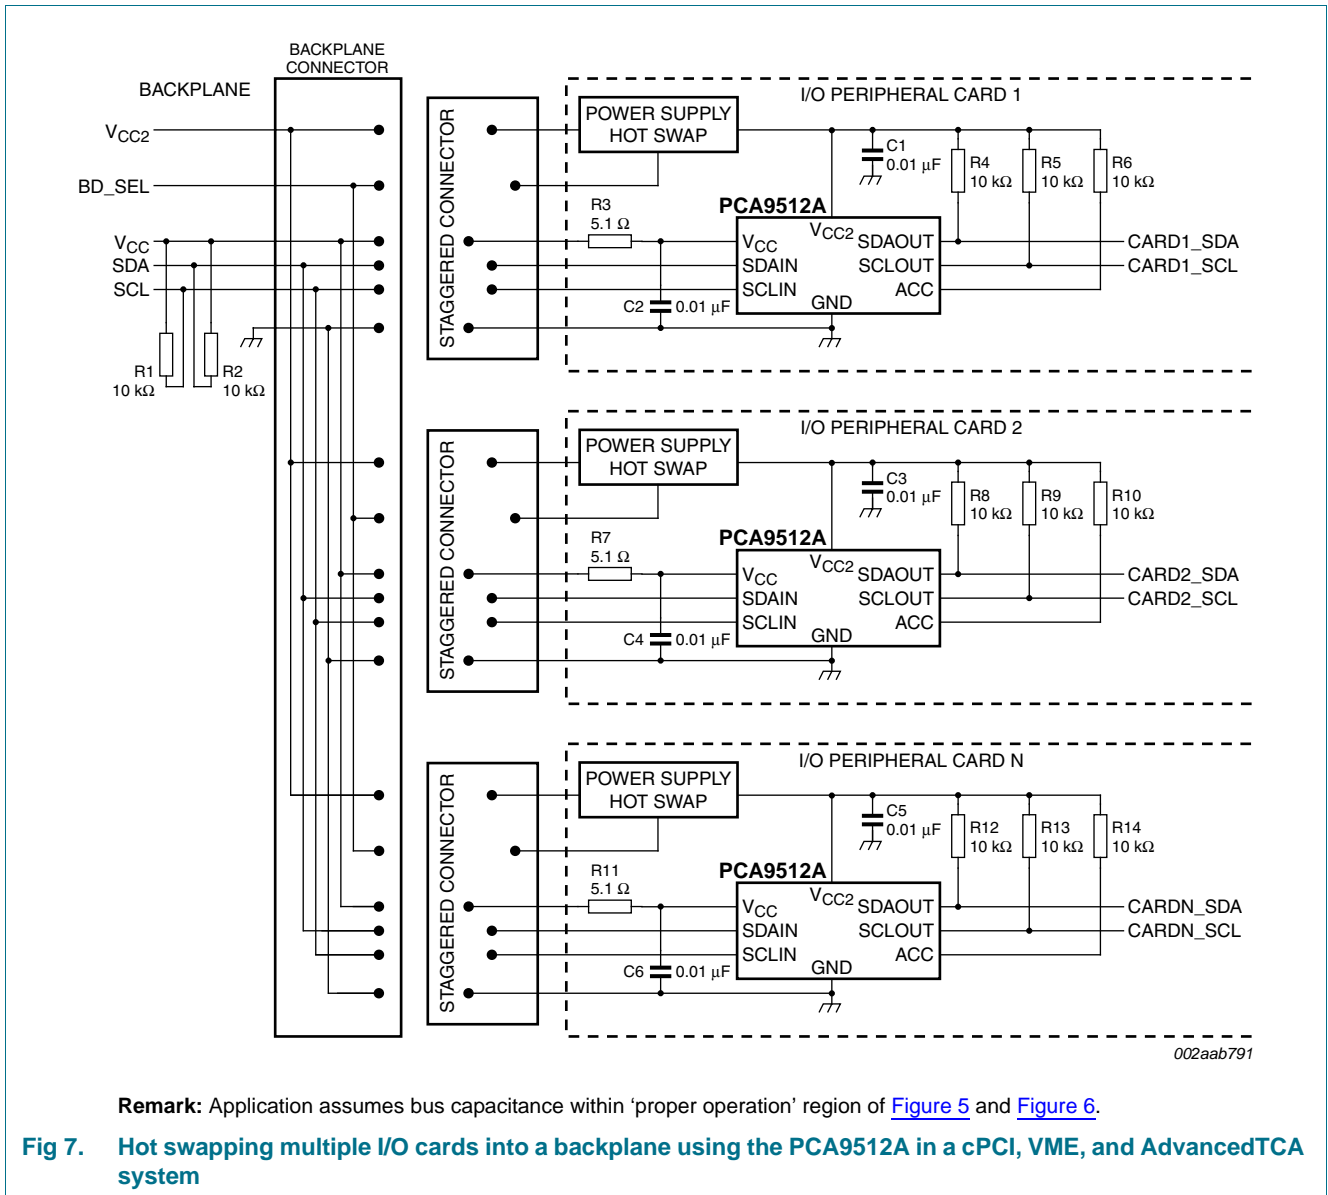 BACKPLANE
BACKPLANE
CONNECTOR
VCC2
BD_SEL
VCC
SDA
SCL
R1
10 kΩ
R2
10 kΩ
STAGGERED CONNECTOR
I/O PERIPHERAL CARD 1
POWER SUPPLY
HOT SWAP
C1
0.01 μF
R4
10 kΩ
R5
10 kΩ
R6
10 kΩ
R3
5.1 Ω
PCA9512A
VCC
VCC2
SDAOUT
SDAIN
SCLOUT
SCLIN
ACC
GND
C2
0.01 μF
CARD1_SDA
CARD1_SCL
STAGGERED CONNECTOR
I/O PERIPHERAL CARD 2
POWER SUPPLY
HOT SWAP
C3
0.01 μF
R8
10 kΩ
R9
10 kΩ
R10
10 kΩ
R7
5.1 Ω
PCA9512A
VCC
VCC2
SDAOUT
SDAIN
SCLOUT
SCLIN
ACC
GND
C4
0.01 μF
CARD2_SDA
CARD2_SCL
STAGGERED CONNECTOR
I/O PERIPHERAL CARD N
POWER SUPPLY
HOT SWAP
C5
0.01 μF
R12
10 kΩ
R13
10 kΩ
R14
10 kΩ
R11
5.1 Ω
PCA9512A
VCC
VCC2
SDAOUT
SDAIN
SCLOUT
SCLIN
ACC
GND
C6
0.01 μF
CARDN_SDA
CARDN_SCL
002aab791
Remark: Application assumes bus capacitance within ‘proper operation’ region of Figure 5 and Figure 6.
Fig 7. Hot swapping multiple I/O cards into a backplane using the PCA9512A in a cPCI, VME, and AdvancedTCA
system